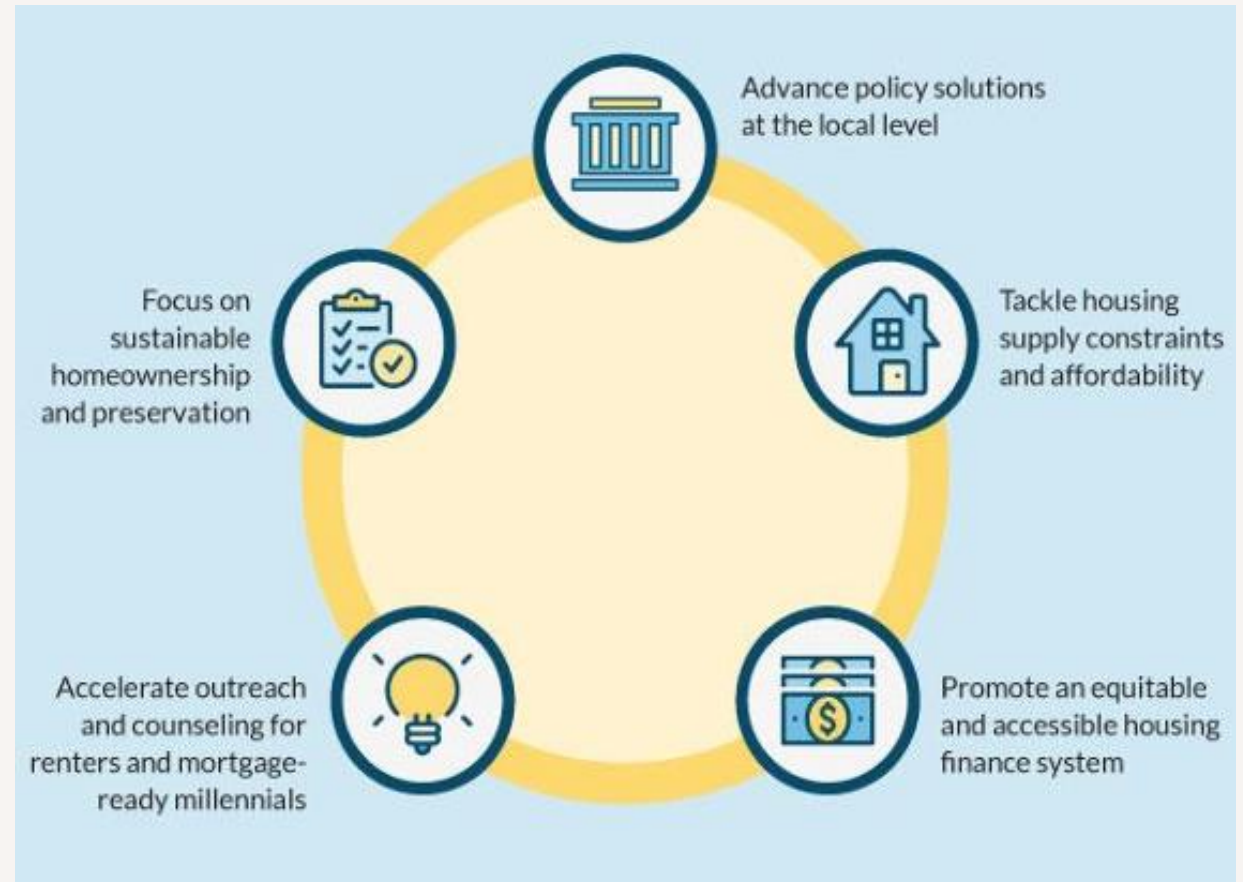 Advance policy solutions
at the local level
Tackle housing
supply constraints
and affordability
Promote an equitable
and accessible housing
finance system
Accelerate outreach
and counseling for
renters and mortgage-
ready millennials
Focus on
sustainable
homeownership
and preservation
$